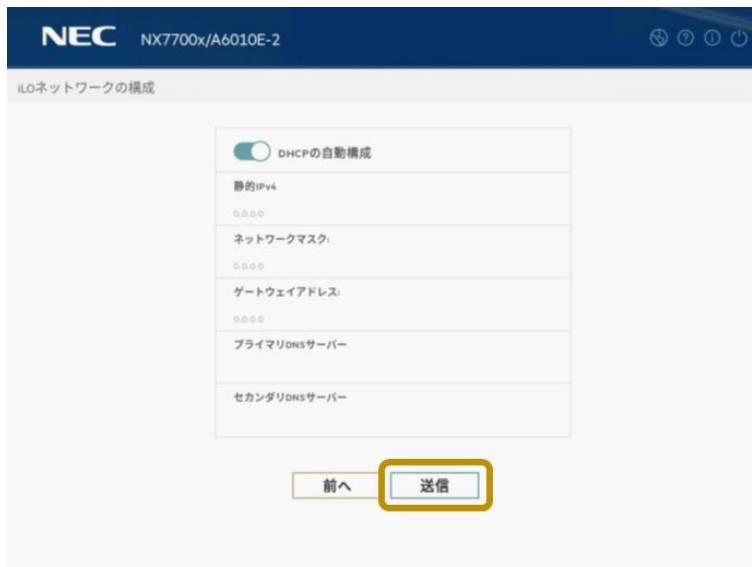 NEC NX7700x/A6010E-2
iLOネットワークの構成
DHCPの自動構成
静的IPv4
0.0.0.0
ネットワークマスク:
0.0.0.0
ゲートウェイアドレス:
0.0.0.0
プライマリDNSサーバー
セカンダリDNSサーバー
前へ 送信